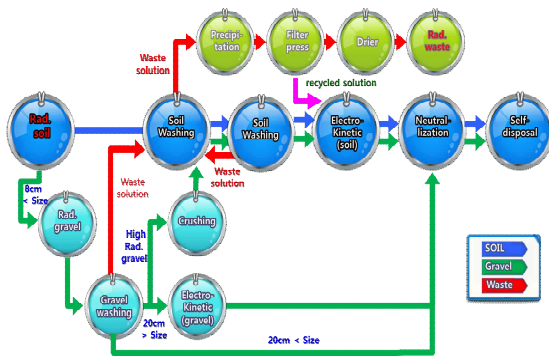 Precipi-
tation
Filter
press
Drier
Rad.
waste
Waste
solution
recycled solution
Rad.
soil
Soil
Washing
Soil
Washing
Electro-
Kinetic
(soil)
Neutral-
lization
Self-
disposal
Waste
solution
Waste
solution
8cm
< Size
Rad.
gravel
High
Rad.
gravel
Crushing
Gravel
washing
20cm
> Size
Electro-
Kinetic
(gravel)
20cm < Size
SOIL
Gravel
Waste